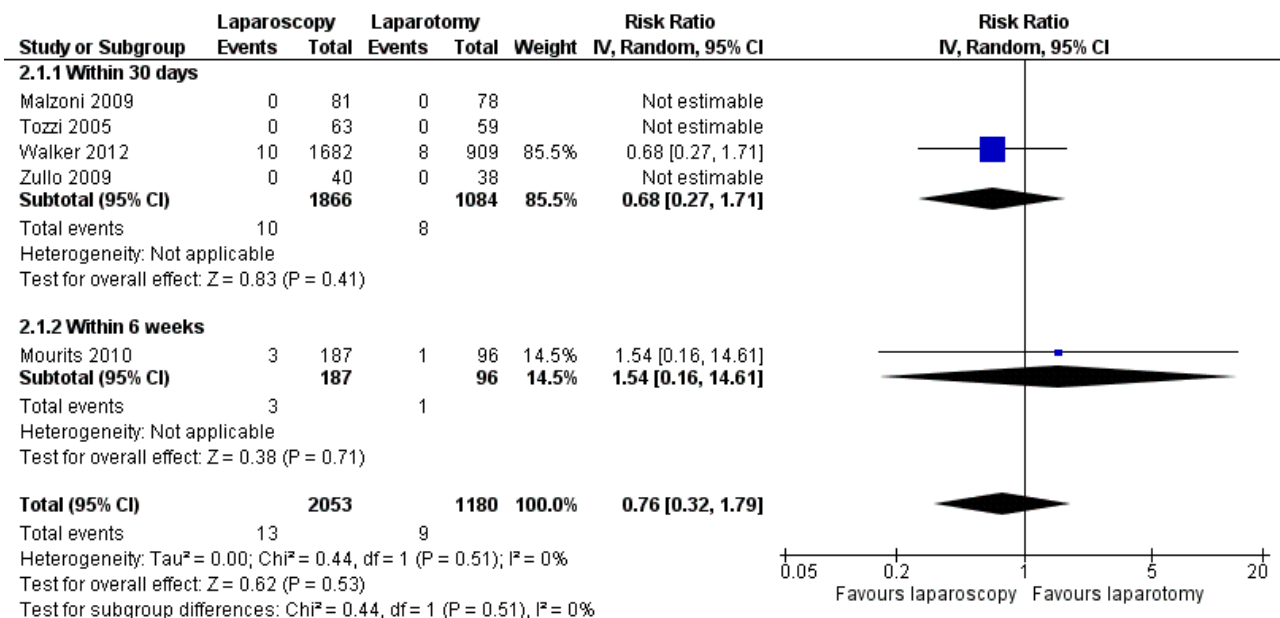 Laparoscopy Laparotomy Risk Ratio Risk Ratio
Study or Subgroup Events Total Events Total Weight IV, Random, 95% CI IV, Random, 95% CI
2.1.1 Within 30 days
Malzoni 2009 0 81 0 78 Not estimable
Tozzi 2005 0 63 0 59 Not estimable
Walker 2012 10 1682 8 909 85.5% 0.68 [0.27, 1.71]
Zullo 2009 0 40 0 38 Not estimable
Subtotal (95% CI) 1866 1084 85.5% 0.68 [0.27, 1.71]
Total events 10 8
Heterogeneity: Not applicable
Test for overall effect: Z = 0.83 (P = 0.41)
2.1.2 Within 6 weeks
Mourits 2010 3 187 1 96 14.5% 1.54 [0.16, 14.61]
Subtotal (95% CI) 187 96 14.5% 1.54 [0.16, 14.61]
Total events 3 1
Heterogeneity: Not applicable
Test for overall effect: Z = 0.38 (P = 0.71)
Total (95% CI) 2053 1180 100.0% 0.76 [0.32, 1.79]
Total events 13 9
Heterogeneity: Tau² = 0.00; Chi² = 0.44, df = 1 (P = 0.51); I² = 0%
Test for overall effect: Z = 0.62 (P = 0.53)
Test for subgroup differences: Chi² = 0.44, df = 1 (P = 0.51), I² = 0%
0.05 0.2 1 5 20
Favours laparoscopy Favours laparotomy